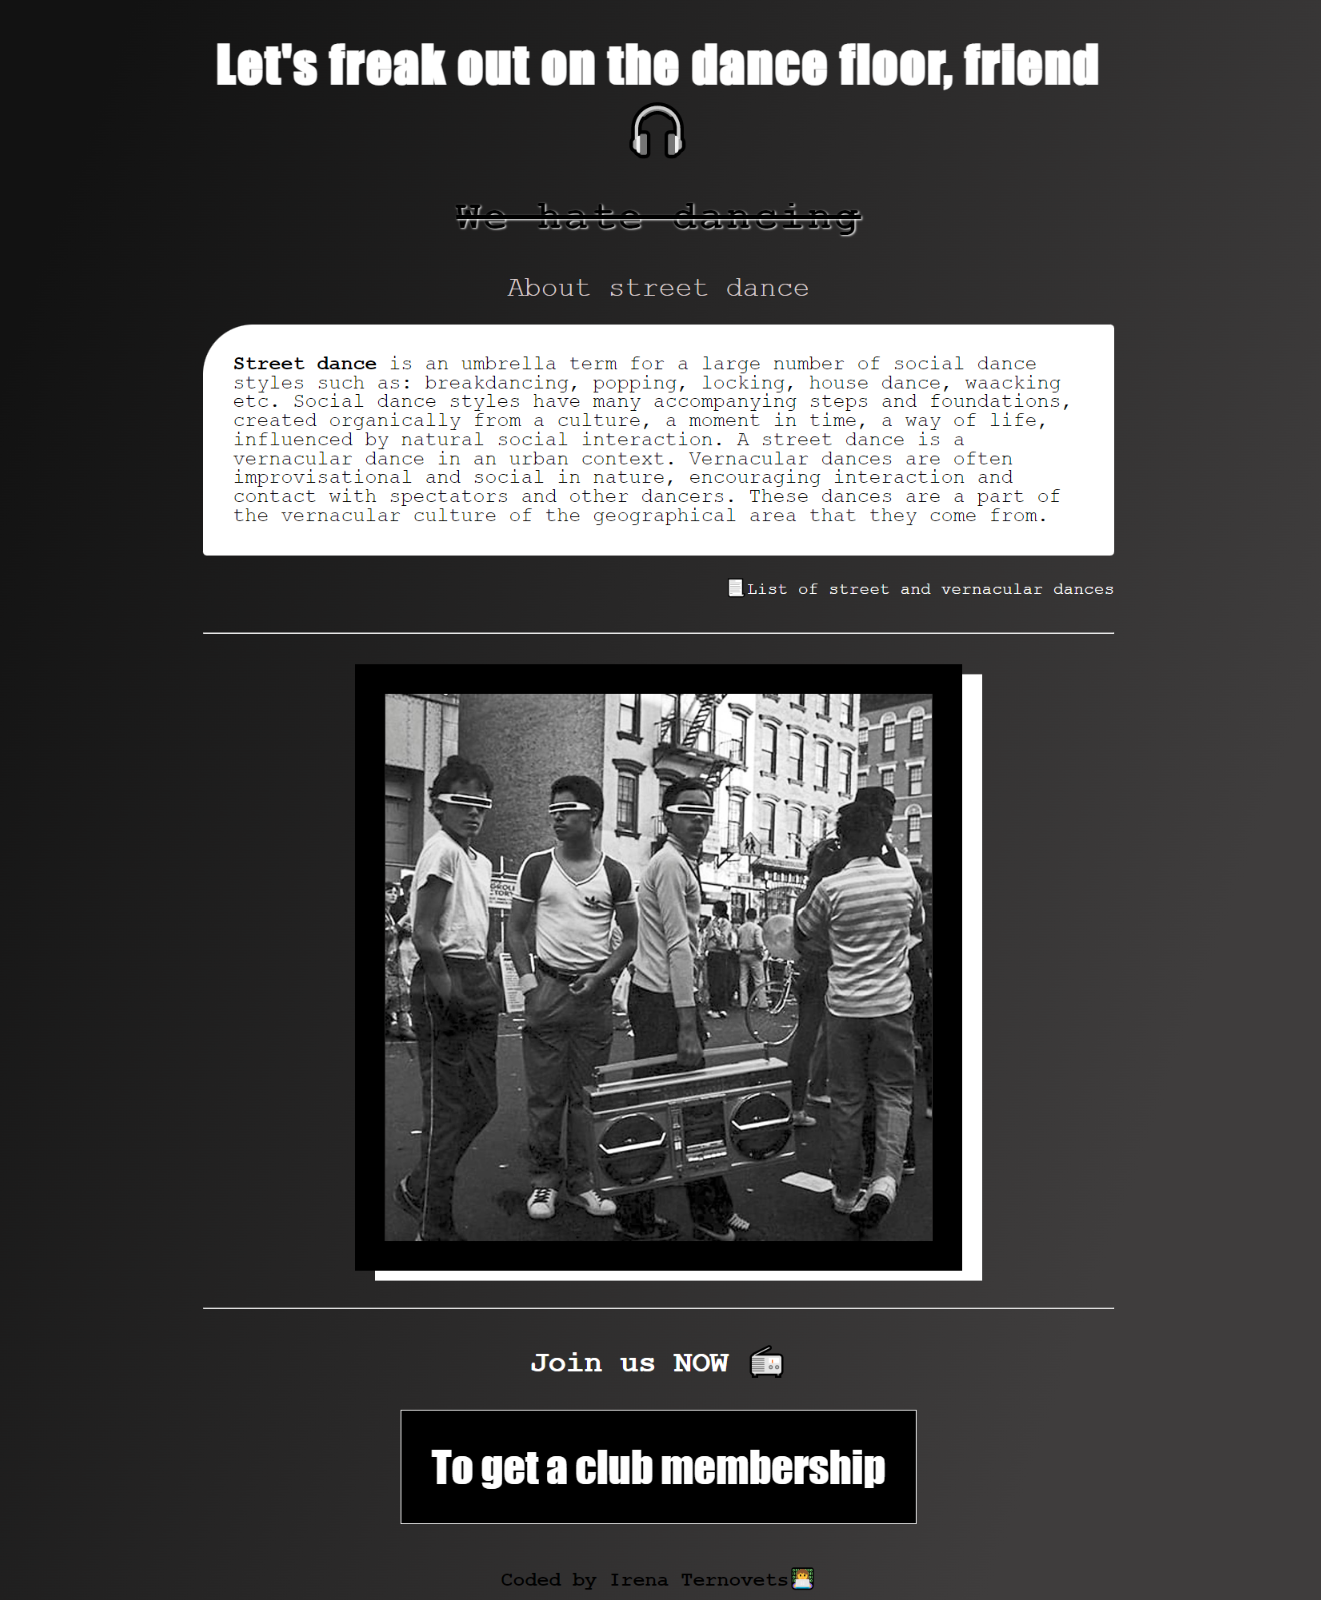 Let's freak out on the dance floor, friend
🎧
We hate dancing
About street dance
Street dance is an umbrella term for a large number of social dance
styles such as: breakdancing, popping, locking, house dance, waacking
etc. Social dance styles have many accompanying steps and foundations,
created organically from a culture, a moment in time, a way of life,
influenced by natural social interaction. A street dance is a
vernacular dance in an urban context. Vernacular dances are often
improvisational and social in nature, encouraging interaction and
contact with spectators and other dancers. These dances are a part of
the vernacular culture of the geographical area that they come from.
📃List of street and vernacular dances
Join us NOW 📻
To get a club membership
Coded by Irena Ternovets👨‍💻